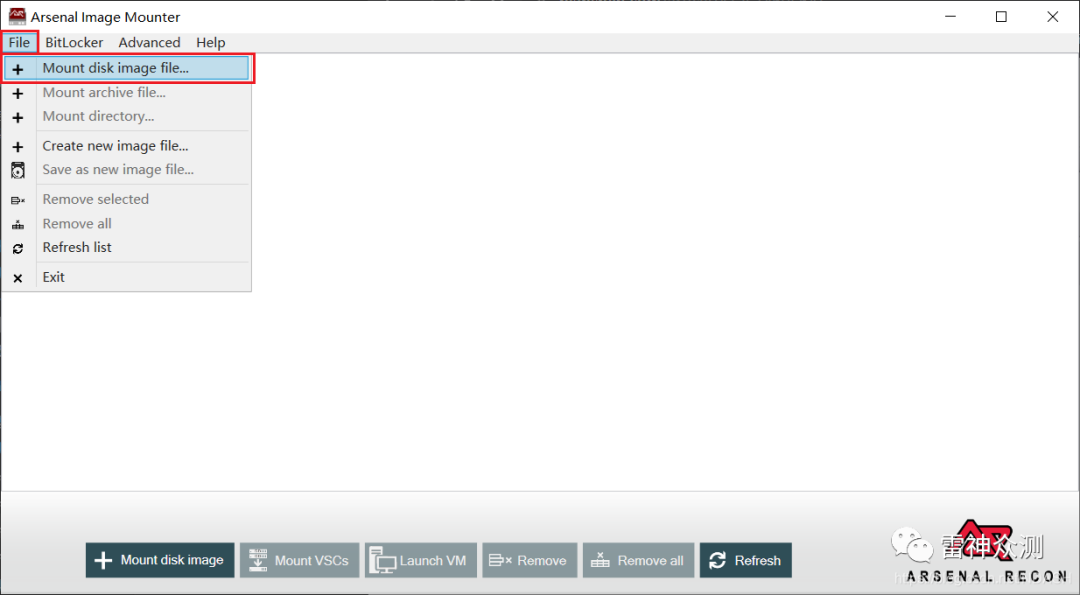 Arsenal Image Mounter
File BitLocker Advanced Help
Mount disk image file...
Mount archive file...
Mount directory...
Create new image file...
Save as new image file...
Remove selected
Remove all
Refresh list
Exit
Mount disk image Mount VSCs Launch VM Remove Remove all Refresh
雷神众测
ARSENAL RECON